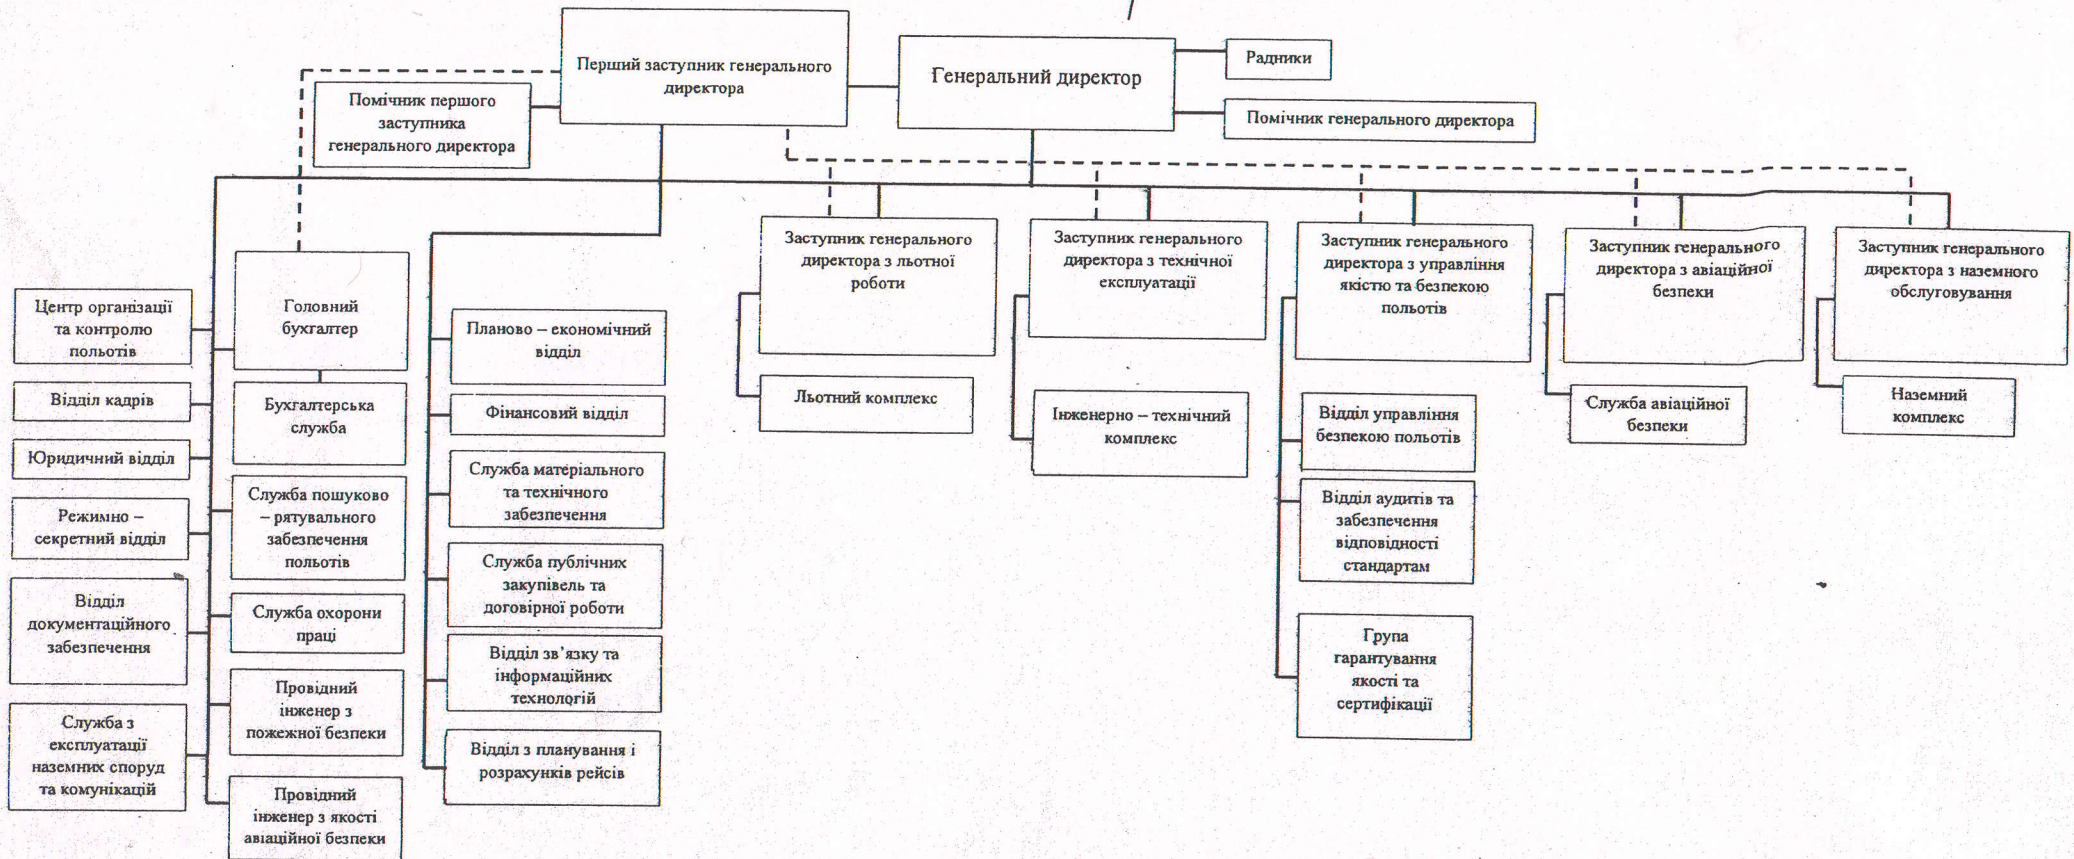 Перший заступник генерального
директора
Генеральний директор
Радники
Помічник генерального директора
Помічник першого
заступника
генерального директора
Центр організації
та контролю
польотів
Відділ кадрів
Юридичний відділ
Режимно –
секретний відділ
Відділ
документаційного
забезпечення
Служба з
експлуатації
наземних споруд
та комунікацій
Головний
бухгалтер
Бухгалтерська
служба
Служба пошуково
– рятувального
забезпечення
польотів
Служба охорони
праці
Провідний
інженер з
пожежної безпеки
Провідний
інженер з якості
авіаційної безпеки
Планово – економічний
відділ
Фінансовий відділ
Служба матеріального
та технічного
забезпечення
Служба публічних
закупівель та
договірної роботи
Відділ зв’язку та
інформаційних
технологій
Відділ з планування і
розрахунків рейсів
Заступник генерального
директора з льотної
роботи
Льотний комплекс
Заступник генерального
директора з технічної
експлуатації
Інженерно – технічний
комплекс
Заступник генерального
директора з управління
якістю та безпекою
польотів
Відділ управління
безпекою польотів
Відділ аудитів та
забезпечення
відповідності
стандартам
Група
гарантування
якості та
сертифікації
Заступник генерального
директора з авіаційної
безпеки
Служба авіаційної
безпеки
Заступник генерального
директора з наземного
обслуговування
Наземний
комплекс